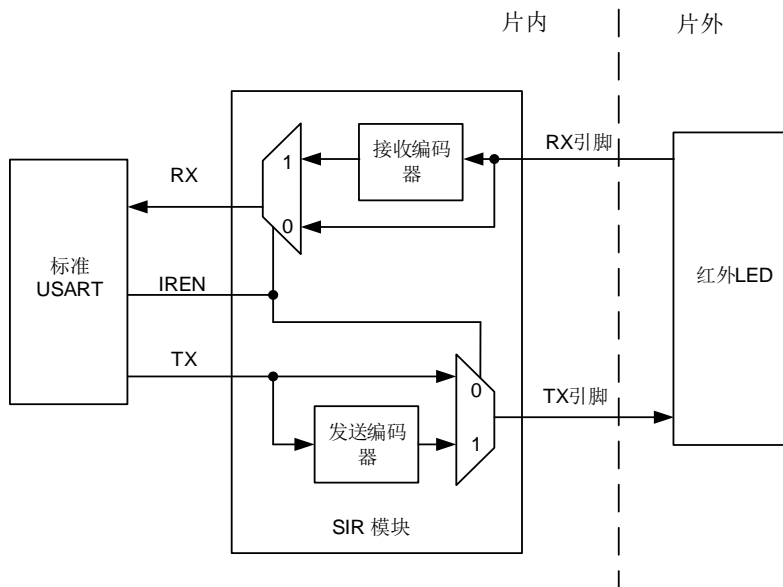 片内
片外
接收编码
器
RX引脚
RX
1
0
标准
USART
IREN
红外LED
TX
0
TX引脚
发送编码
器
1
SIR 模块